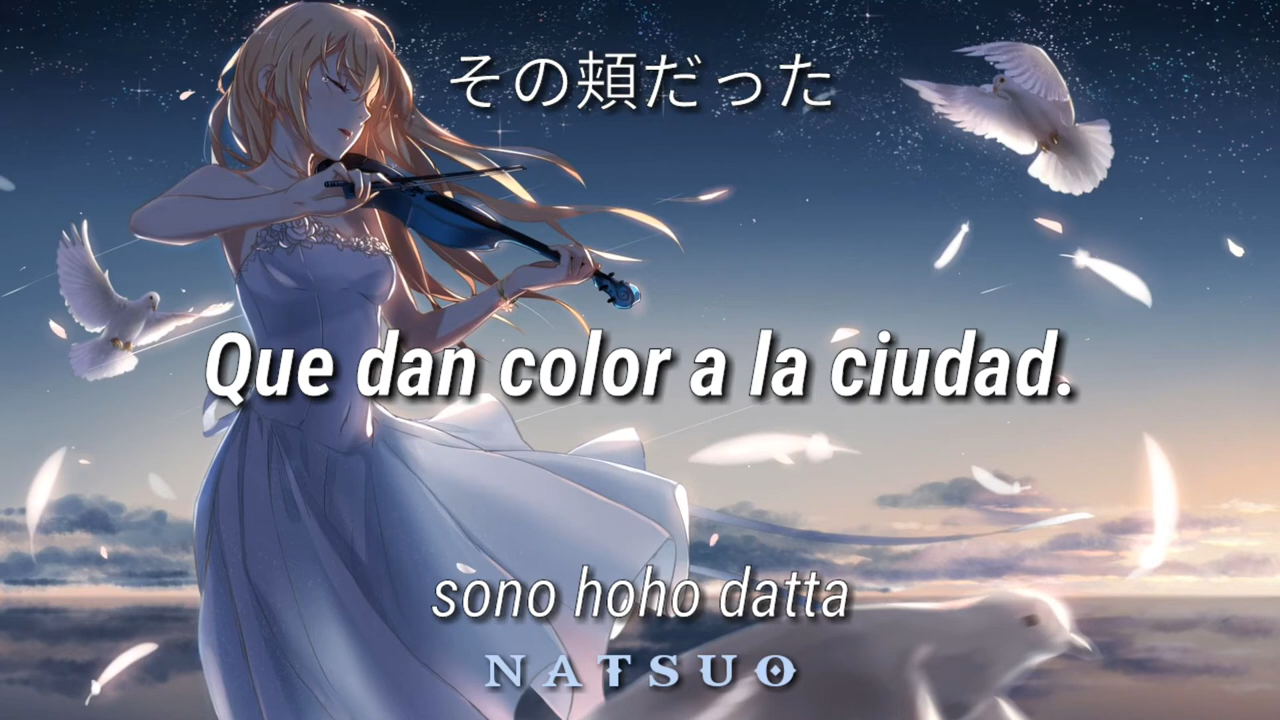 その頬だった
Que dan color a la ciudad.
sono hoho datta
NATSUO